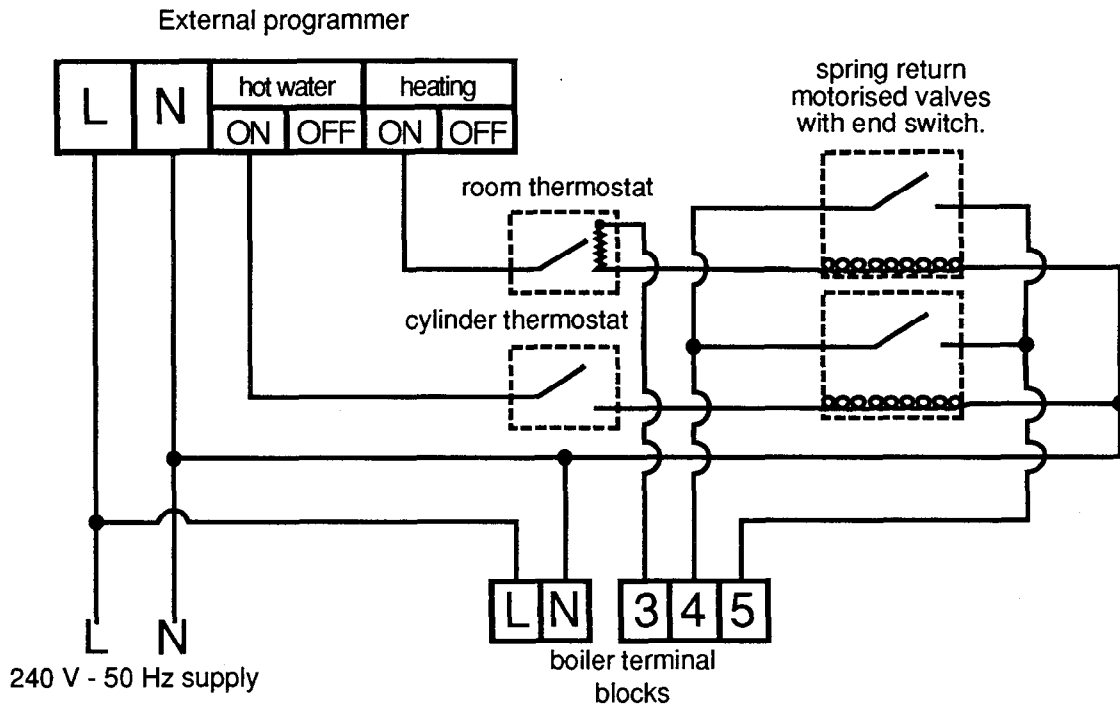 External programmer
L N hot water heating
ON OFF ON OFF
spring return
motorised valves
with end switch.
room thermostat
cylinder thermostat
L N 3 4 5
boiler terminal
blocks
L N
240 V - 50 Hz supply